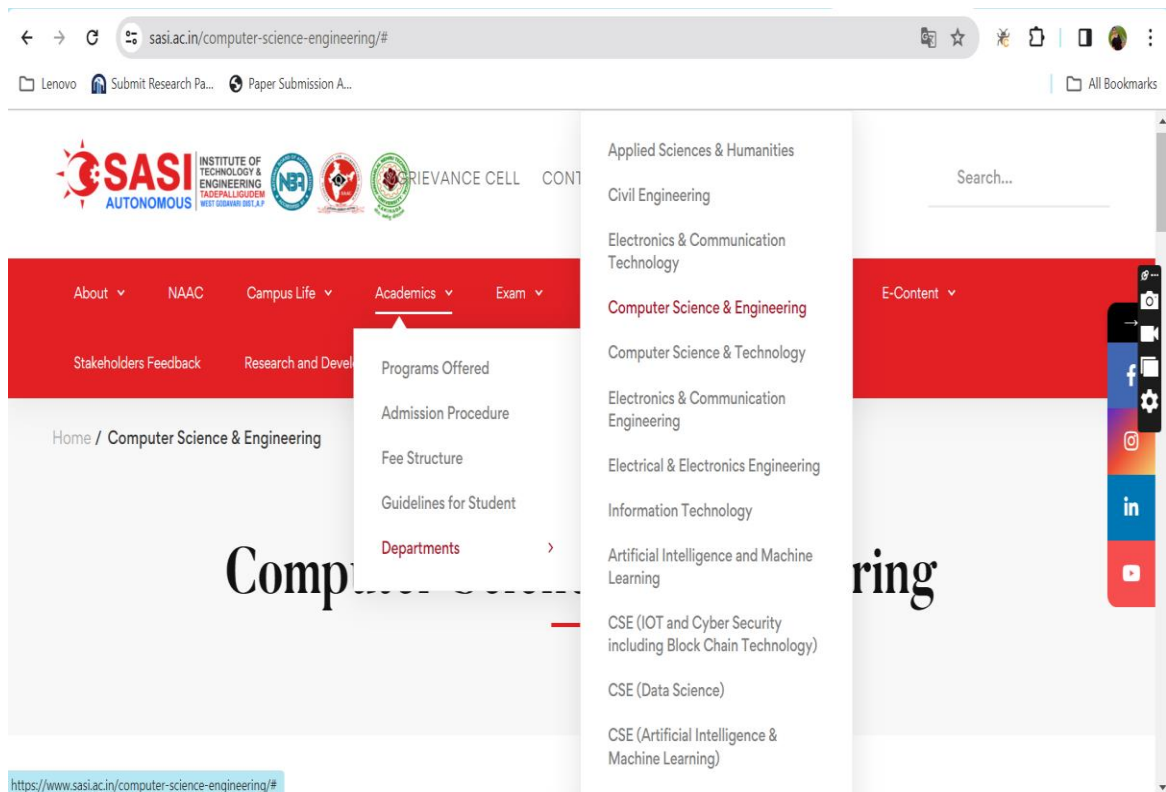 sasi.ac.in/computer-science-engineering/#
Lenovo
Submit Research Pa...
Paper Submission A...
All Bookmarks
SASI
AUTONOMOUS
INSTITUTE OF
TECHNOLOGY &
ENGINEERING
TADEPALLIGUDEM
WEST GODAVARI DIST., A.P
NBA
GRIEVANCE CELL
CONT
Search...
About
NAAC
Campus Life
Academics
Exam
E-Content
Stakeholders Feedback
Research and Devel
Programs Offered
Admission Procedure
Fee Structure
Guidelines for Student
Departments
Applied Sciences & Humanities
Civil Engineering
Electronics & Communication
Technology
Computer Science & Engineering
Computer Science & Technology
Electronics & Communication
Engineering
Electrical & Electronics Engineering
Information Technology
Artificial Intelligence and Machine
Learning
CSE (IOT and Cyber Security
including Block Chain Technology)
CSE (Data Science)
CSE (Artificial Intelligence &
Machine Learning)
Home / Computer Science & Engineering
Comp
ring
f
in
https://www.sasi.ac.in/computer-science-engineering/#